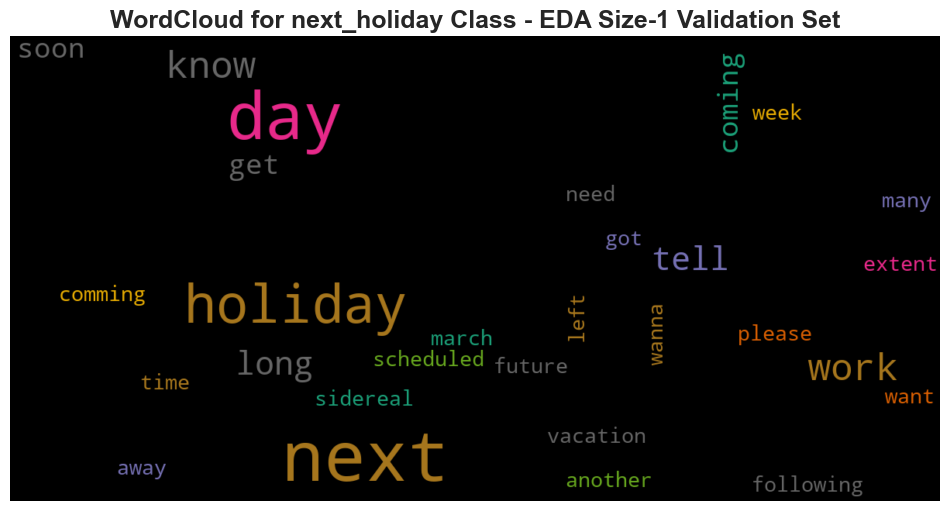 WordCloud for next_holiday Class - EDA Size-1 Validation Set
soon
know
day
get
coming
week
need
many
got
tell
extent
comming
holiday
march
left
wanna
please
long
scheduled
future
work
time
sidereal
want
next
vacation
away
another
following